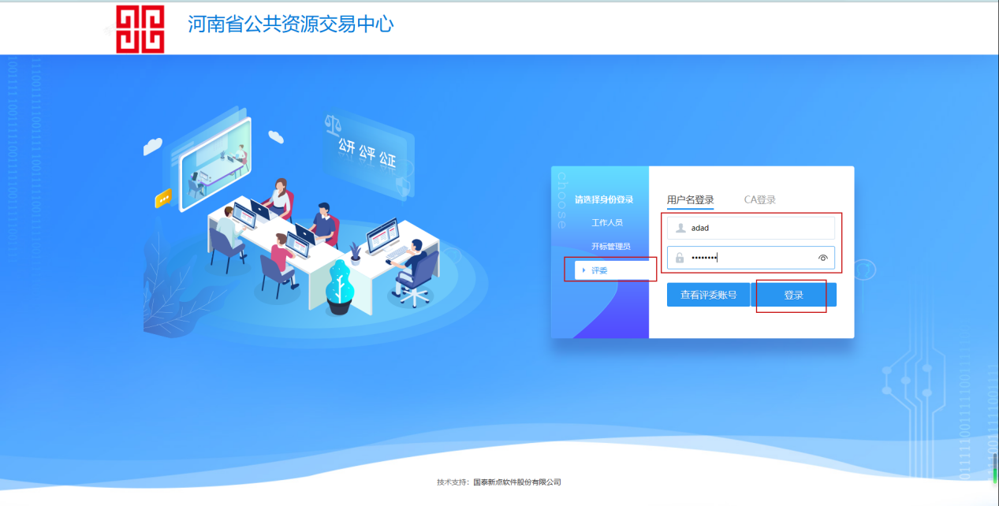 河南省公共资源交易中心
公开 公平 公正
choose
请选择身份登录
工作人员
开标管理员
评委
用户名登录
CA登录
adad
••••••••
查看评委账号
登录
技术支持：国泰新点软件股份有限公司